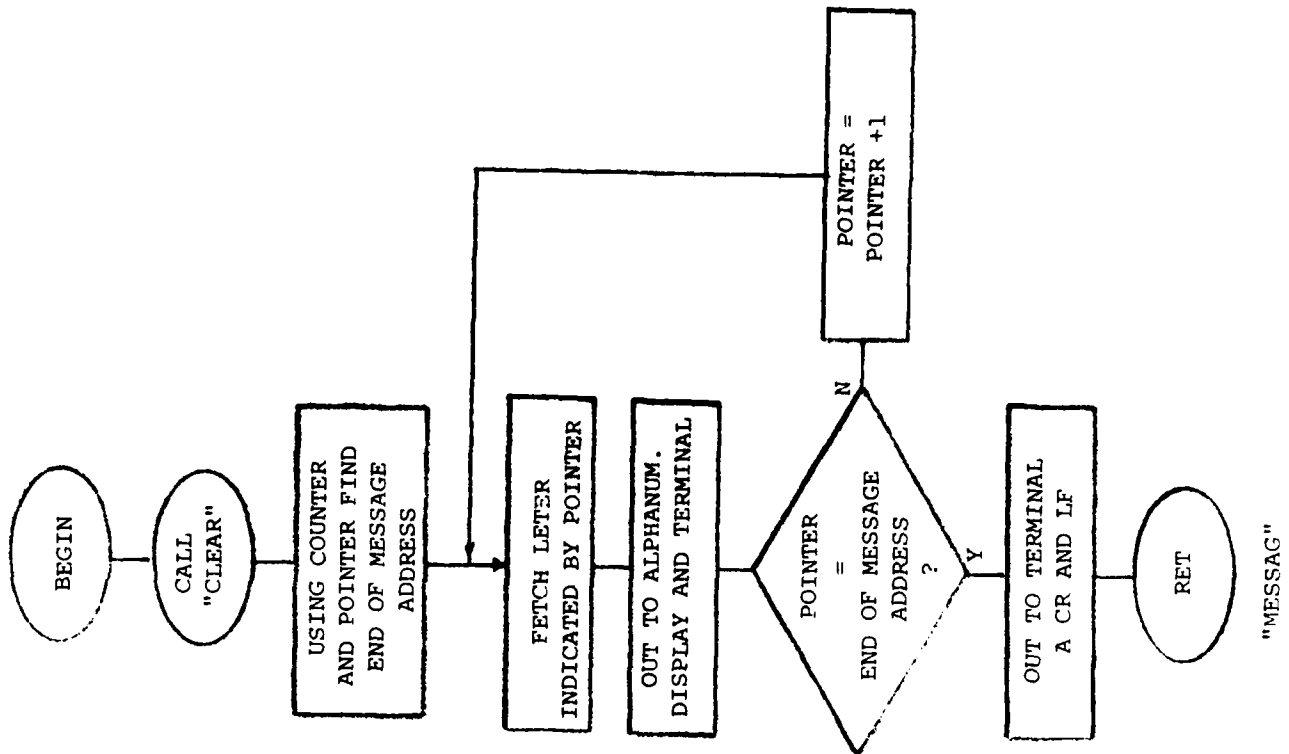 BEGIN
CALL
"CLEAR"
USING COUNTER
AND POINTER FIND
END OF MESSAGE
ADDRESS
FETCH LETER
INDICATED BY POINTER
OUT TO ALPHANUM.
DISPLAY AND TERMINAL
POINTER
=
END OF MESSAGE
ADDRESS
?
N
POINTER =
POINTER +1
Y
OUT TO TERMINAL
A CR AND LF
RET
"MESSAG"